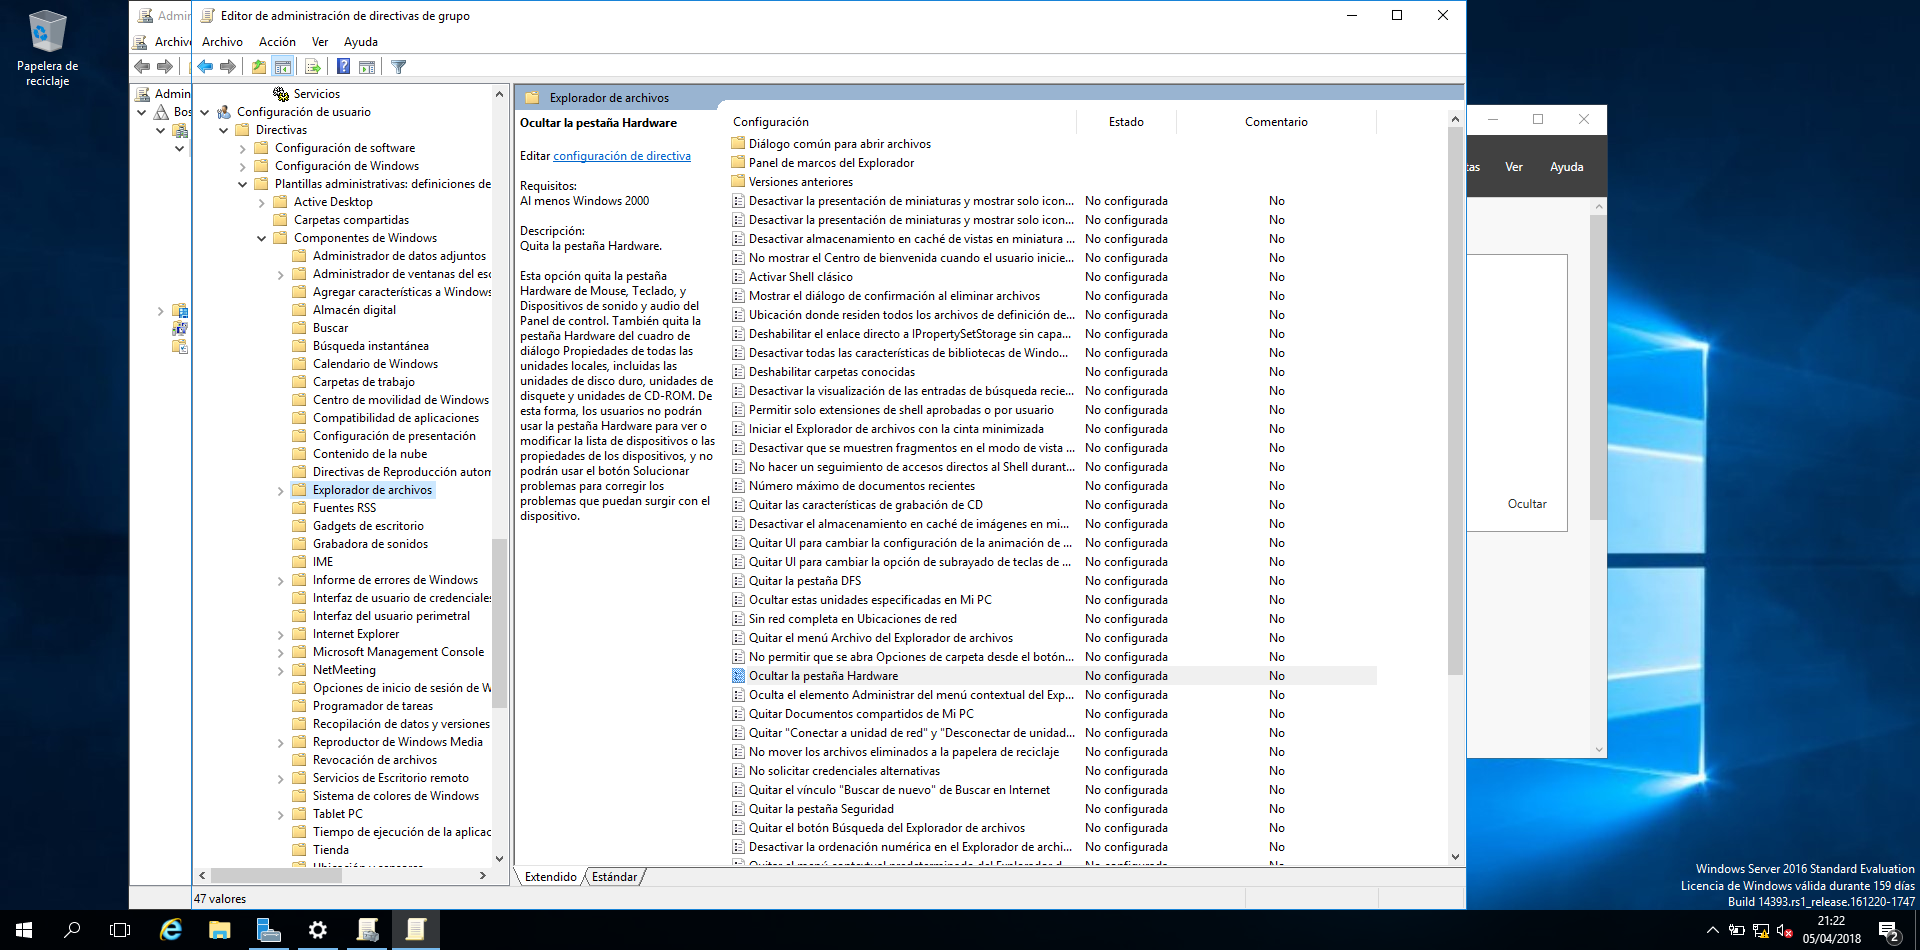 Papelera de
reciclaje
Admin
Archivo
Admin
Bos
Editor de administración de directivas de grupo
Archivo Acción Ver Ayuda
Servicios
Configuración de usuario
Directivas
Configuración de software
Configuración de Windows
Plantillas administrativas: definiciones de
Active Desktop
Carpetas compartidas
Componentes de Windows
Administrador de datos adjuntos
Administrador de ventanas del esc
Agregar características a Windows
Almacén digital
Buscar
Búsqueda instantánea
Calendario de Windows
Carpetas de trabajo
Centro de movilidad de Windows
Compatibilidad de aplicaciones
Configuración de presentación
Contenido de la nube
Directivas de Reproducción autom
Explorador de archivos
Fuentes RSS
Gadgets de escritorio
Grabadora de sonidos
IME
Informe de errores de Windows
Interfaz de usuario de credenciales
Interfaz del usuario perimetral
Internet Explorer
Microsoft Management Console
NetMeeting
Opciones de inicio de sesión de W
Programador de tareas
Recopilación de datos y versiones
Reproductor de Windows Media
Revocación de archivos
Servicios de Escritorio remoto
Sistema de colores de Windows
Tablet PC
Tiempo de ejecución de la aplicac
Tienda
Explorador de archivos
Ocultar la pestaña Hardware
Editar configuración de directiva
Requisitos:
Al menos Windows 2000
Descripción:
Quita la pestaña Hardware.
Esta opción quita la pestaña
Hardware de Mouse, Teclado, y
Dispositivos de sonido y audio del
Panel de control. También quita la
pestaña Hardware del cuadro de
diálogo Propiedades de todas las
unidades locales, incluidas las
unidades de disco duro, unidades de
disquete y unidades de CD-ROM. De
esta forma, los usuarios no podrán
usar la pestaña Hardware para ver o
modificar la lista de dispositivos o las
propiedades de los dispositivos, y no
podrán usar el botón Solucionar
problemas para corregir los
problemas que puedan surgir con el
dispositivo.
Configuración Estado Comentario
Diálogo común para abrir archivos
Panel de marcos del Explorador
Versiones anteriores
Desactivar la presentación de miniaturas y mostrar solo icon... No configurada No
Desactivar la presentación de miniaturas y mostrar solo icon... No configurada No
Desactivar almacenamiento en caché de vistas en miniatura ... No configurada No
No mostrar el Centro de bienvenida cuando el usuario inicie... No configurada No
Activar Shell clásico No configurada No
Mostrar el diálogo de confirmación al eliminar archivos No configurada No
Ubicación donde residen todos los archivos de definición de... No configurada No
Deshabilitar el enlace directo a IPropertySetStorage sin capa... No configurada No
Desactivar todas las características de bibliotecas de Windo... No configurada No
Deshabilitar carpetas conocidas No configurada No
Desactivar la visualización de las entradas de búsqueda recie... No configurada No
Permitir solo extensiones de shell aprobadas o por usuario No configurada No
Iniciar el Explorador de archivos con la cinta minimizada No configurada No
Desactivar que se muestren fragmentos en el modo de vista ... No configurada No
No hacer un seguimiento de accesos directos al Shell durant... No configurada No
Número máximo de documentos recientes No configurada No
Quitar las características de grabación de CD No configurada No
Desactivar el almacenamiento en caché de imágenes en mi... No configurada No
Quitar UI para cambiar la configuración de la animación de ... No configurada No
Quitar UI para cambiar la opción de subrayado de teclas de ... No configurada No
Quitar la pestaña DFS No configurada No
Ocultar estas unidades especificadas en Mi PC No configurada No
Sin red completa en Ubicaciones de red No configurada No
Quitar el menú Archivo del Explorador de archivos No configurada No
No permitir que se abra Opciones de carpeta desde el botón... No configurada No
Ocultar la pestaña Hardware No configurada No
Oculta el elemento Administrar del menú contextual del Exp... No configurada No
Quitar Documentos compartidos de Mi PC No configurada No
Quitar "Conectar a unidad de red" y "Desconectar de unidad... No configurada No
No mover los archivos eliminados a la papelera de reciclaje No configurada No
No solicitar credenciales alternativas No configurada No
Quitar el vínculo "Buscar de nuevo" de Buscar en Internet No configurada No
Quitar la pestaña Seguridad No configurada No
Quitar el botón Búsqueda del Explorador de archivos No configurada No
Desactivar la ordenación numérica en el Explorador de archi... No configurada No
Quitar el menú contextual predeterminado del Explorador d... No configurada No
Extendido Estándar
47 valores
as Ver Ayuda
Ocultar
Windows Server 2016 Standard Evaluation
Licencia de Windows válida durante 159 días
Build 14393.rs1_release.161220-1747
21:22
05/04/2018
2